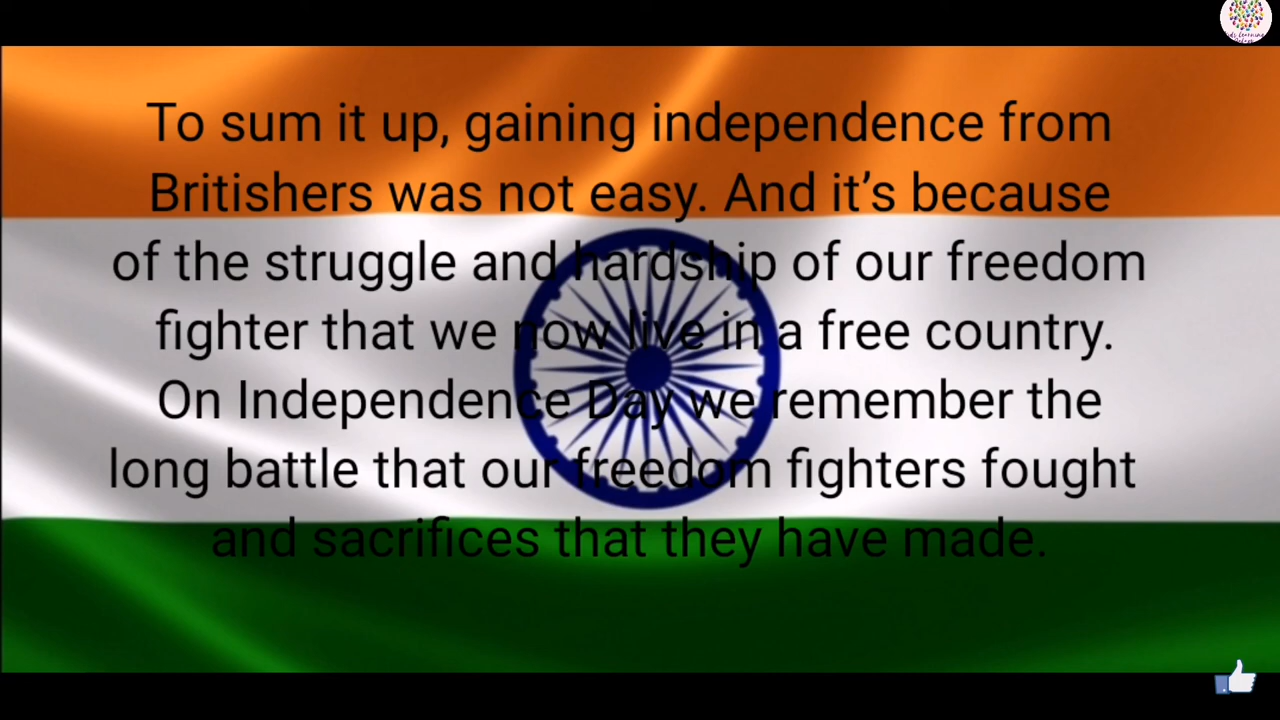 To sum it up, gaining independence from
Britishers was not easy. And it’s because
of the struggle and hardship of our freedom
fighter that we now live in a free country.
On Independence Day we remember the
long battle that our freedom fighters fought
and sacrifices that they have made.